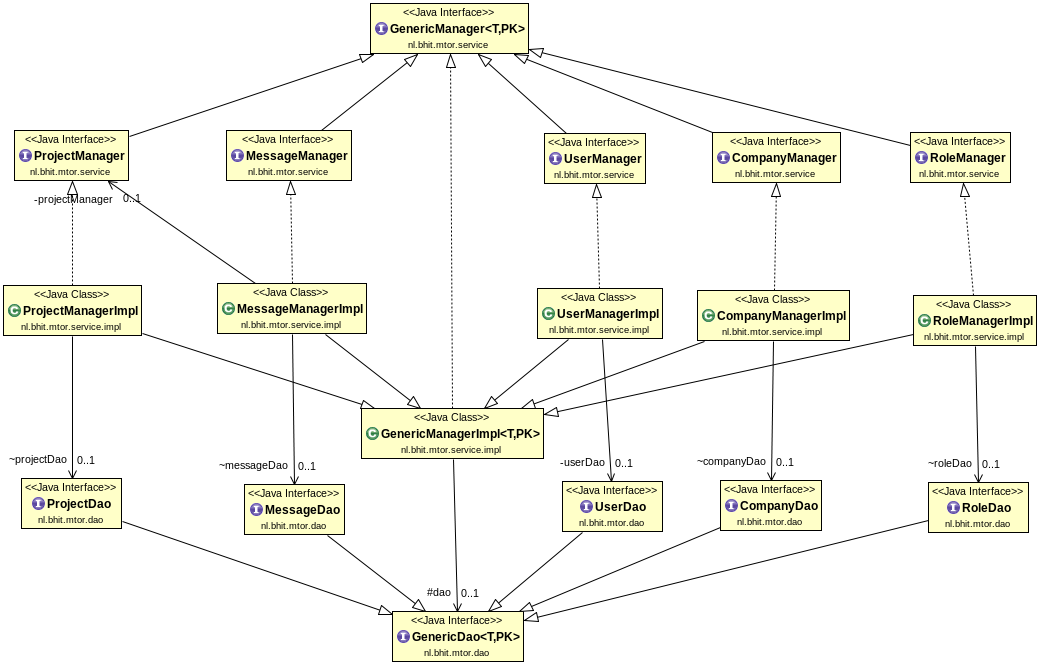 <<Java Interface>>
GenericManager<T,PK>
nl.bhit.mtor.service
<<Java Interface>>
ProjectManager
nl.bhit.mtor.service
<<Java Interface>>
MessageManager
nl.bhit.mtor.service
<<Java Interface>>
UserManager
nl.bhit.mtor.service
<<Java Interface>>
CompanyManager
nl.bhit.mtor.service
<<Java Interface>>
RoleManager
nl.bhit.mtor.service
-projectManager 0..1
<<Java Class>>
ProjectManagerImpl
nl.bhit.mtor.service.impl
<<Java Class>>
MessageManagerImpl
nl.bhit.mtor.service.impl
<<Java Class>>
UserManagerImpl
nl.bhit.mtor.service.impl
<<Java Class>>
CompanyManagerImpl
nl.bhit.mtor.service.impl
<<Java Class>>
RoleManagerImpl
nl.bhit.mtor.service.impl
<<Java Class>>
GenericManagerImpl<T,PK>
nl.bhit.mtor.service.impl
~projectDao 0..1
~messageDao 0..1
-userDao 0..1
~companyDao 0..1
~roleDao 0..1
<<Java Interface>>
ProjectDao
nl.bhit.mtor.dao
<<Java Interface>>
MessageDao
nl.bhit.mtor.dao
<<Java Interface>>
UserDao
nl.bhit.mtor.dao
<<Java Interface>>
CompanyDao
nl.bhit.mtor.dao
<<Java Interface>>
RoleDao
nl.bhit.mtor.dao
#dao 0..1
<<Java Interface>>
GenericDao<T,PK>
nl.bhit.mtor.dao